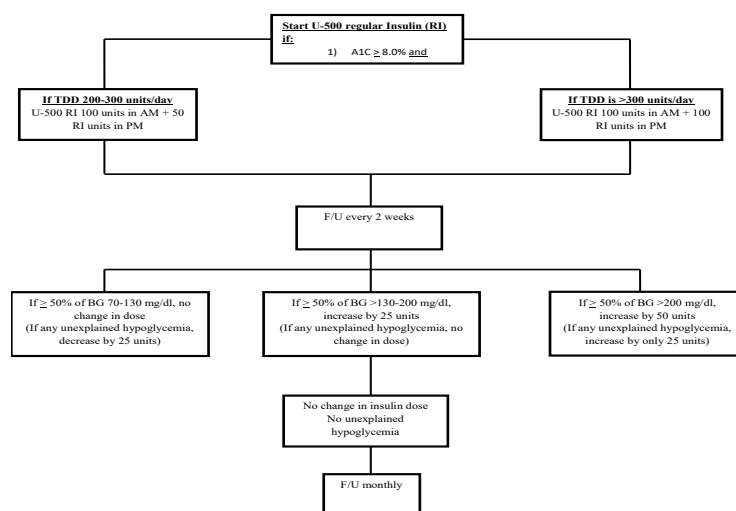 Start U-500 regular Insulin (RI)
if:
1) A1C ≥ 8.0% and
If TDD 200-300 units/day
U-500 RI 100 units in AM + 50
RI units in PM
If TDD is >300 units/day
U-500 RI 100 units in AM + 100
RI units in PM
F/U every 2 weeks
If ≥ 50% of BG 70-130 mg/dl, no
change in dose
(If any unexplained hypoglycemia,
decrease by 25 units)
If ≥ 50% of BG >130-200 mg/dl,
increase by 25 units
(If any unexplained hypoglycemia, no
change in dose)
If ≥ 50% of BG >200 mg/dl,
increase by 50 units
(If any unexplained hypoglycemia,
increase by only 25 units)
No change in insulin dose
No unexplained
hypoglycemia
F/U monthly